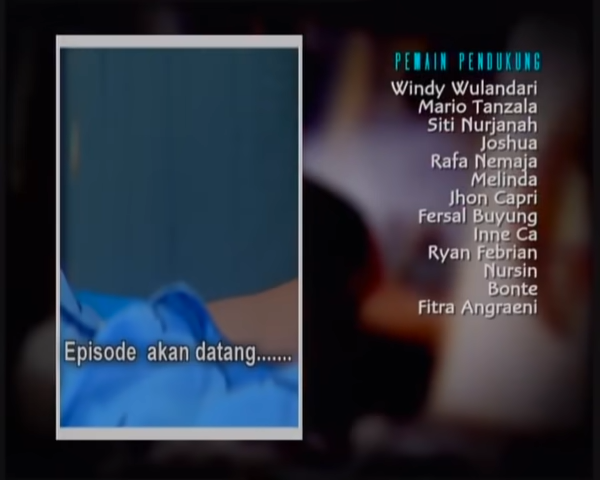 PEMAIN PENDUKUNG
Windy Wulandari
Mario Tanzala
Siti Nurjanah
Joshua
Rafa Nemaja
Melinda
Jhon Capri
Fersal Buyung
Inne Ca
Ryan Febrian
Nursin
Bonte
Fitra Angraeni
Episode akan datang.......